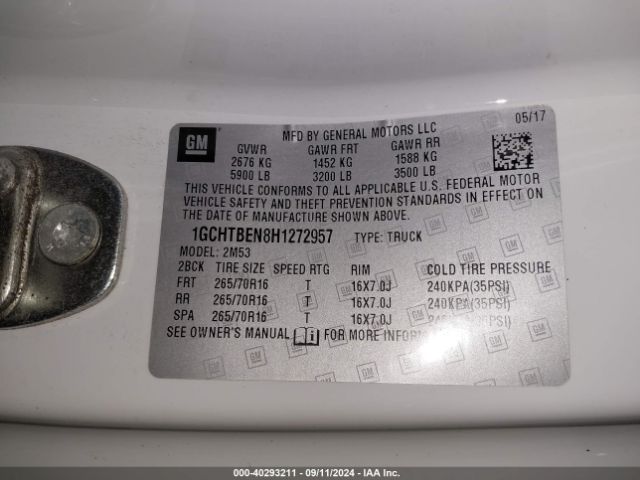 MFD BY GENERAL MOTORS LLC 05/17
GM
GVWR GAWR FRT GAWR RR
2676 KG 1452 KG 1588 KG
5900 LB 3200 LB 3500 LB
THIS VEHICLE CONFORMS TO ALL APPLICABLE U.S. FEDERAL MOTOR
VEHICLE SAFETY AND THEFT PREVENTION STANDARDS IN EFFECT ON
THE DATE OF MANUFACTURE SHOWN ABOVE.
1GCHTBEN8H1272957 TYPE: TRUCK
MODEL: 2M53
2BCK TIRE SIZE SPEED RTG RIM COLD TIRE PRESSURE
FRT 265/70R16 T 16X7.0J 240KPA(35PSI)
RR 265/70R16 T 16X7.0J 240KPA(35PSI)
SPA 265/70R16 T 16X7.0J 240KPA(35PSI)
SEE OWNER'S MANUAL FOR MORE INFORMATION
000-40293211 - 09/11/2024 - IAA Inc.